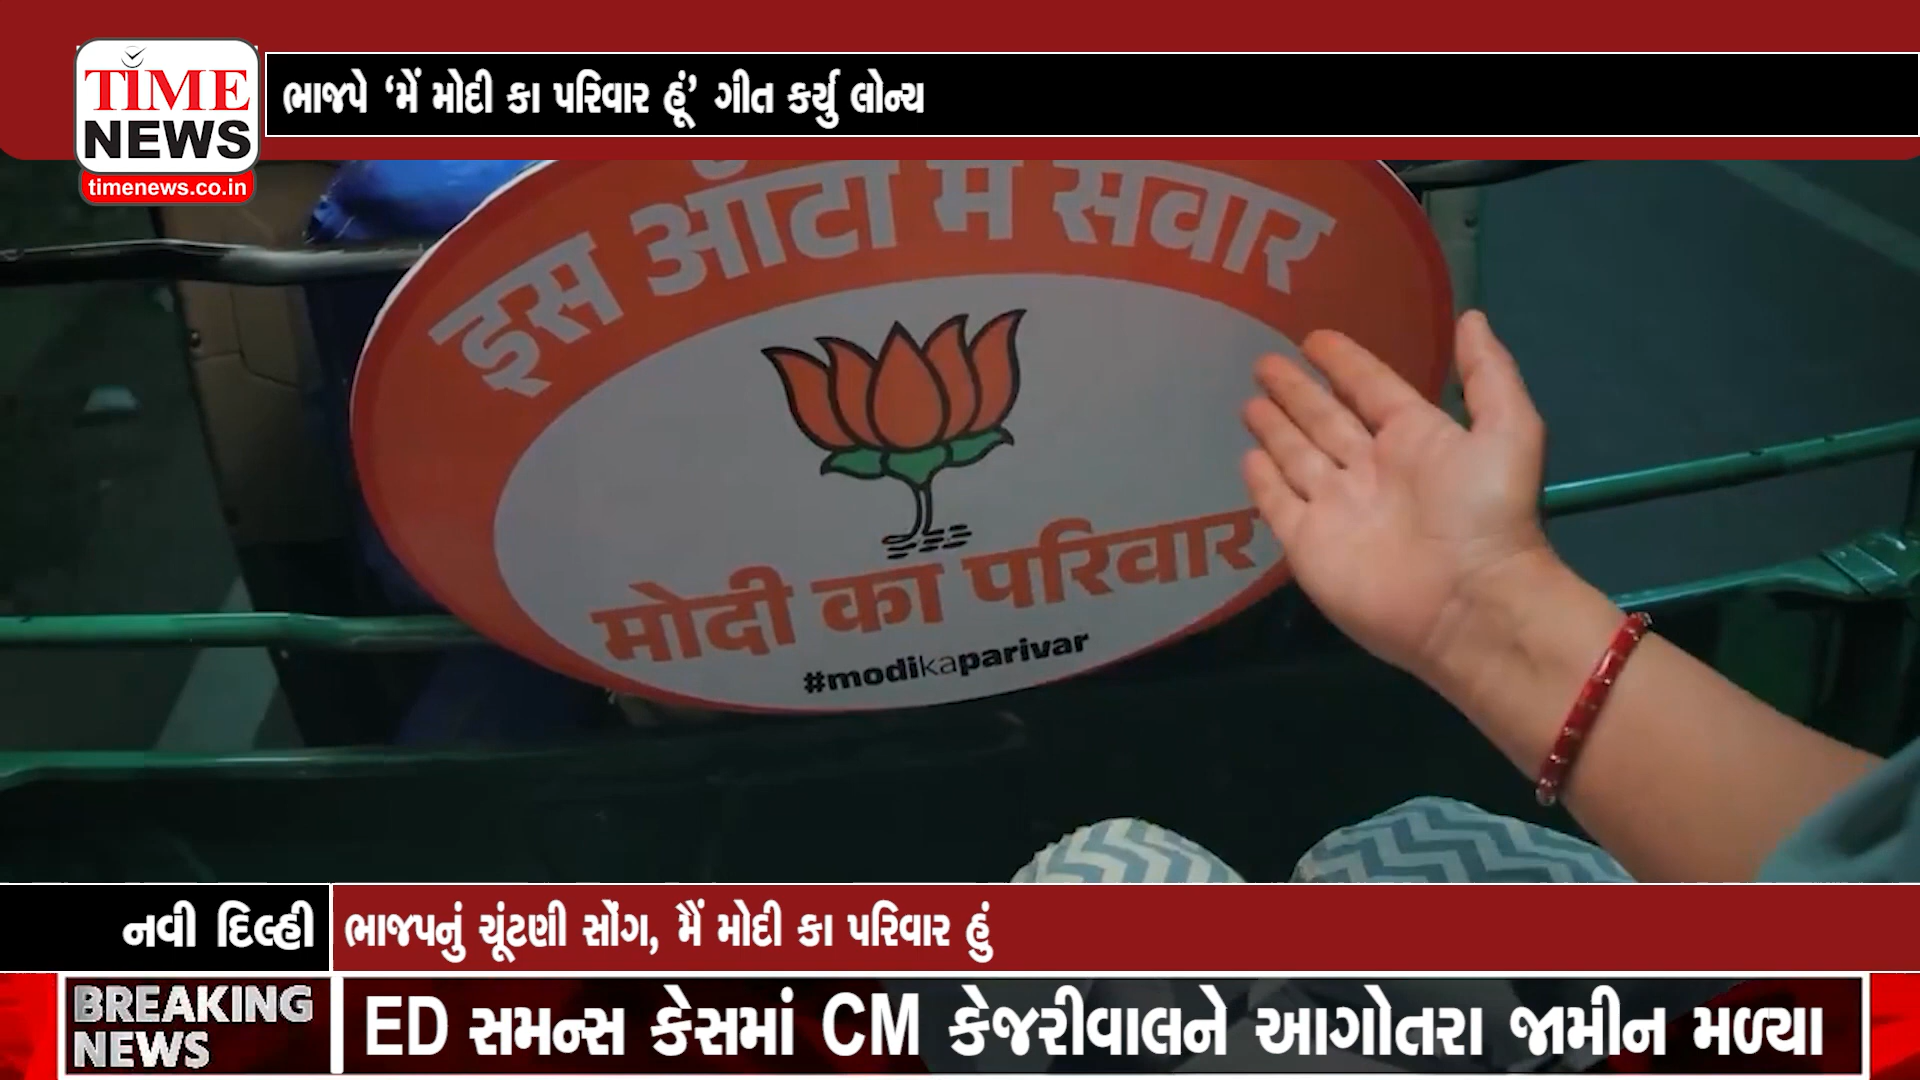 TIME
NEWS
timenews.co.in
ભાજપે ‘મેં મોદી કા પરિવાર હૂં’ ગીત કર્યુ લોન્ચ
इस ऑटो में सवार
मोदी का परिवार
#modikaparivar
નવી દિલ્હી
ભાજપનું ચૂંટણી સોંગ, મૈં મોદી કા પરિવાર હું
BREAKING
NEWS
ED સમન્સ કેસમાં CM કેજરીવાલને આગોતરા જામીન મળ્યા